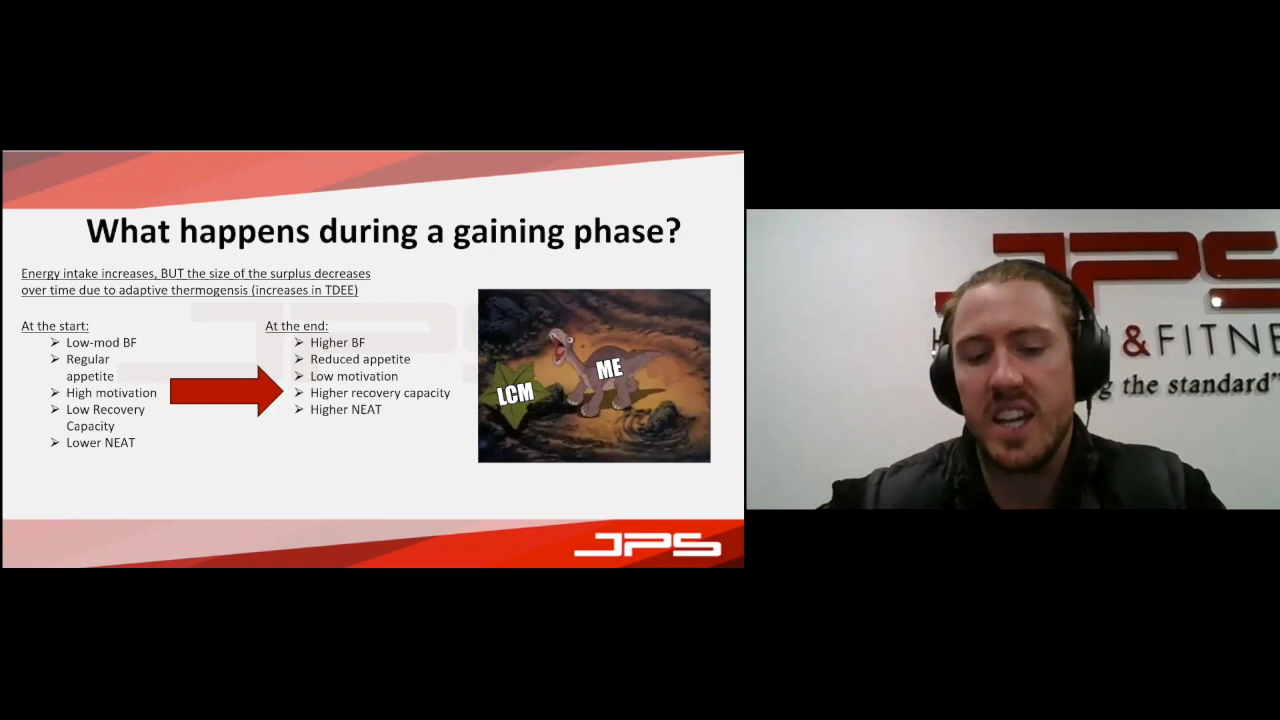 What happens during a gaining phase?
Energy intake increases, BUT the size of the surplus decreases
over time due to adaptive thermogensis (increases in TDEE)
At the start:
➢ Low-mod BF
➢ Regular
appetite
➢ High motivation
➢ Low Recovery
Capacity
➢ Lower NEAT
At the end:
➢ Higher BF
➢ Reduced appetite
➢ Low motivation
➢ Higher recovery capacity
➢ Higher NEAT
LCM
ME
JPS
JPS
&FITNE
the standard"